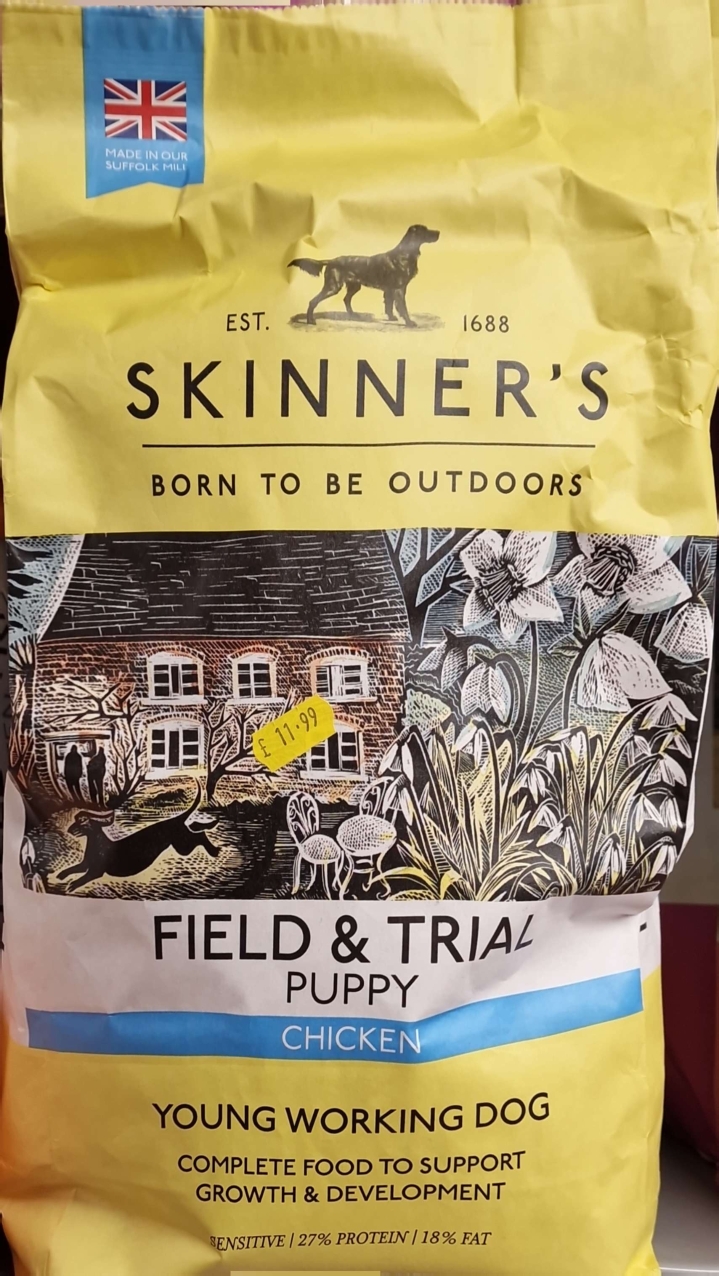 MADE IN OUR
SUFFOLK MILL
EST. 1688
SKINNER'S
BORN TO BE OUTDOORS
£ 11.99
FIELD & TRIAL
PUPPY
CHICKEN
YOUNG WORKING DOG
COMPLETE FOOD TO SUPPORT
GROWTH & DEVELOPMENT
SENSITIVE | 27% PROTEIN | 18% FAT